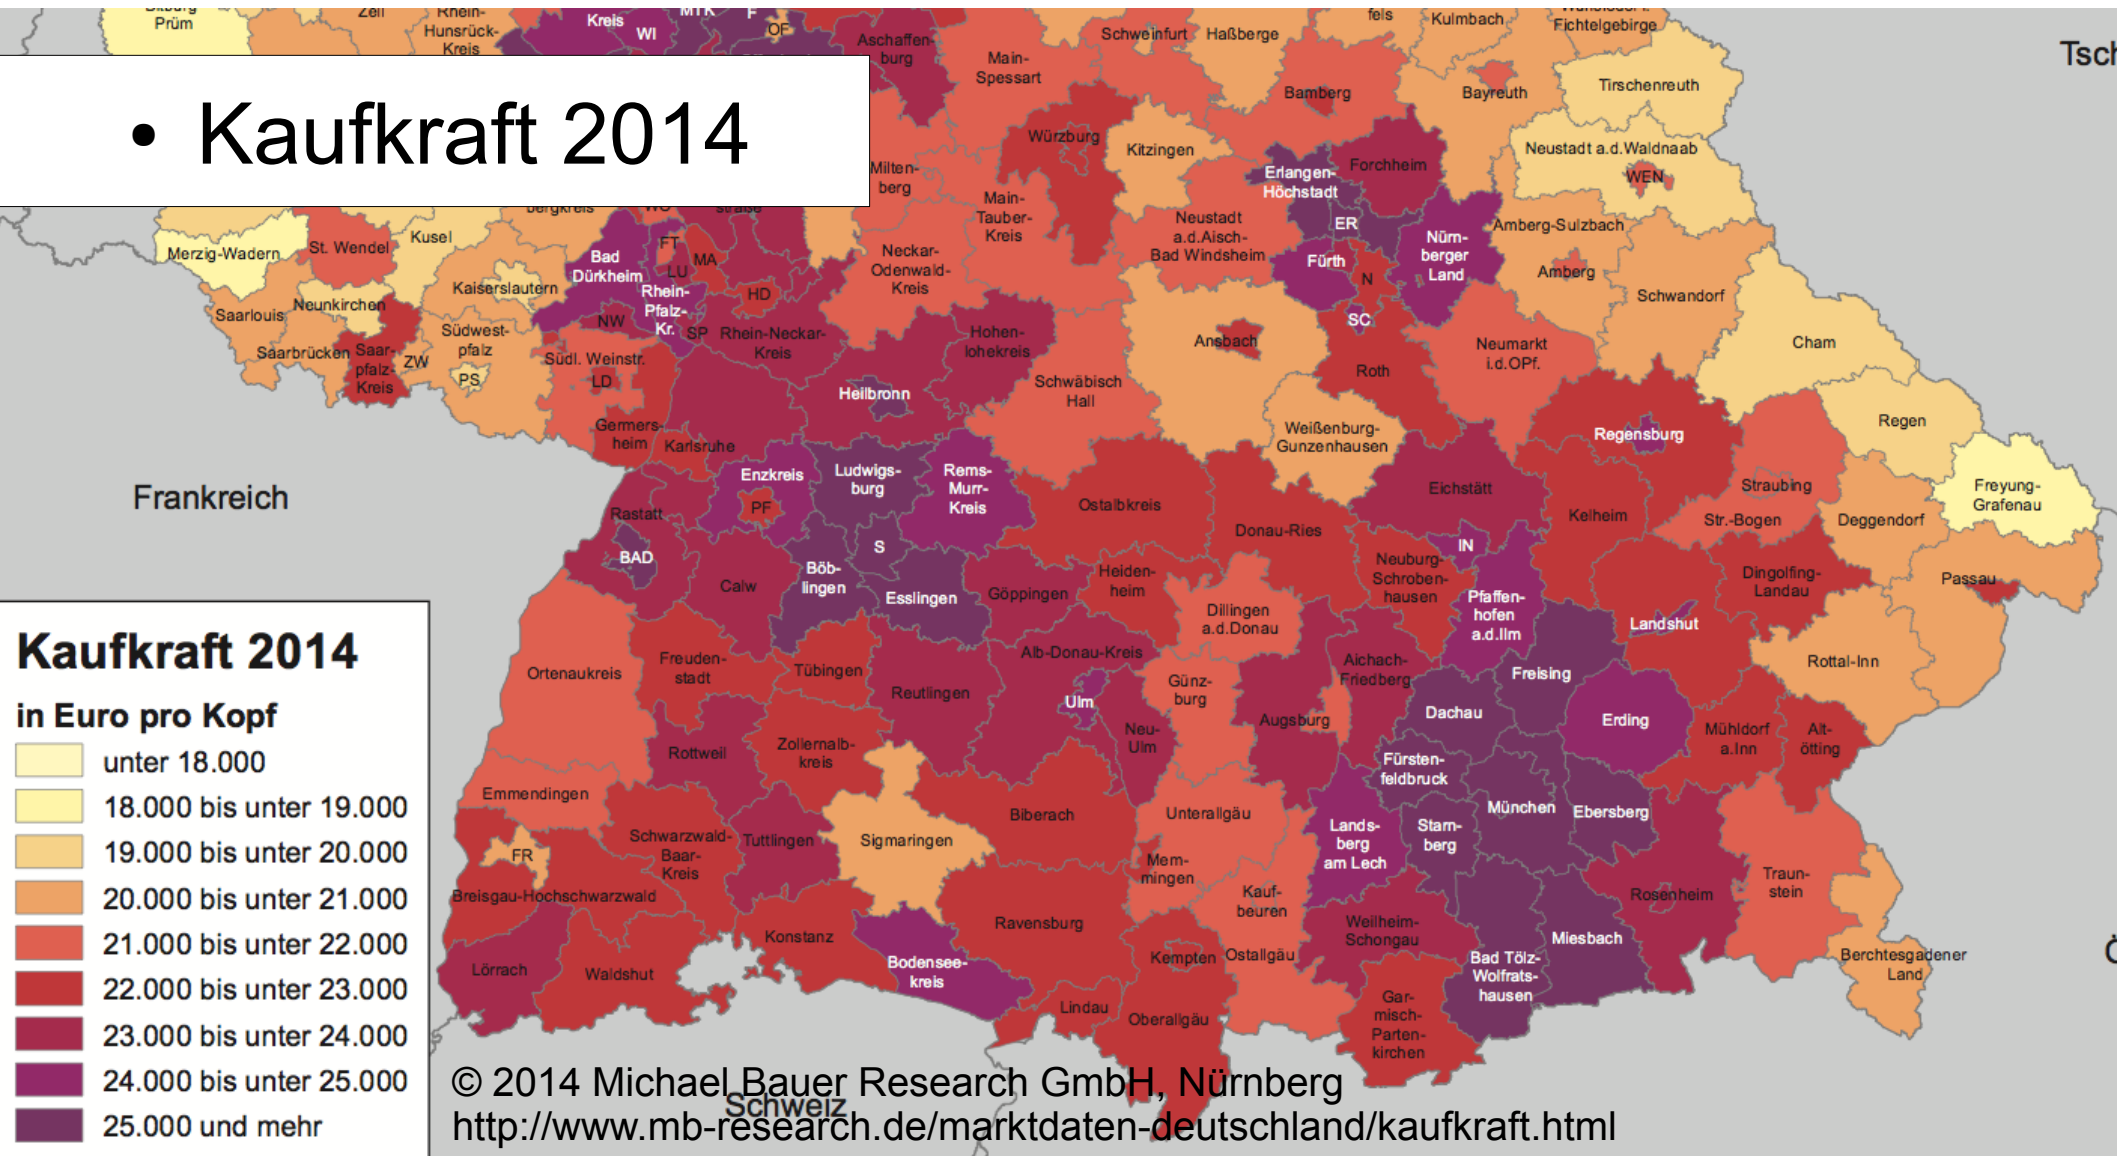 Bitburg
Prüm
Zell
Rhein-
Hunsrück-
Kreis
Kreis
WI
MTK
F
OF
Aschaffen-
burg
Main-
Spessart
Schweinfurt
Haßberge
fels
Kulmbach
Fichtelgebirge
Tirschenreuth
Tsch
• Kaufkraft 2014
Bamberg
Bayreuth
Würzburg
Kitzingen
Forchheim
Neustadt a.d.Waldnaab
WEN
Milten-
berg
Erlangen-
Höchstadt
ER
Main-
Tauber-
Kreis
Neustadt
a.d.Aisch-
Bad Windsheim
Fürth
N
Nürn-
berger
Land
Amberg-Sulzbach
Amberg
Schwandorf
straße
Merzig-Wadern
St. Wendel
Kusel
Bad
Dürkheim
FT
LU
MA
Neckar-
Odenwald-
Kreis
Kaiserslautern
Rhein-
Pfalz-
Kr.
HD
Saarlouis
Neunkirchen
NW
SP
Rhein-Neckar-
Kreis
Hohen-
lohekreis
Ansbach
SC
Roth
Neumarkt
i.d.OPf.
Cham
Saarbrücken
Saar-
pfalz-
Kreis
ZW
Südwest-
pfalz
PS
Südl. Weinstr.
LD
Heilbronn
Schwäbisch
Hall
Germers-
heim
Karlsruhe
Weißenburg-
Gunzenhausen
Regensburg
Regen
Frankreich
Enzkreis
PF
Ludwigs-
burg
Rems-
Murr-
Kreis
Ostalbkreis
Donau-Ries
Eichstätt
Kelheim
Straubing
Str.-Bogen
Deggendorf
Freyung-
Grafenau
Rastatt
BAD
Calw
Böb-
lingen
S
Esslingen
Göppingen
Heiden-
heim
Dillingen
a.d.Donau
Neuburg-
Schroben-
hausen
IN
Pfaffen-
hofen
a.d.Ilm
Landshut
Dingolfing-
Landau
Passau
Ortenaukreis
Freuden-
stadt
Tübingen
Reutlingen
Alb-Donau-Kreis
Ulm
Neu-
Ulm
Günz-
burg
Augsburg
Aichach-
Friedberg
Dachau
Freising
Erding
Mühldorf
a.Inn
Alt-
ötting
Rottal-Inn
Rottweil
Zollernalb-
kreis
Fürsten-
feldbruck
München
Ebersberg
Emmendingen
FR
Schwarzwald-
Baar-
Kreis
Tuttlingen
Sigmaringen
Biberach
Unterallgäu
Mem-
mingen
Lands-
berg
am Lech
Starn-
berg
Breisgau-Hochschwarzwald
Kauf-
beuren
Rosenheim
Traun-
stein
Lörrach
Waldshut
Konstanz
Bodensee-
kreis
Ravensburg
Kempten
Ostallgäu
Weilheim-
Schongau
Bad Tölz-
Wolfrats-
hausen
Miesbach
Berchtesgadener
Land
Ö
Lindau
Oberallgäu
Gar-
misch-
Parten-
kirchen
Schweiz
Kaufkraft 2014
in Euro pro Kopf
unter 18.000
18.000 bis unter 19.000
19.000 bis unter 20.000
20.000 bis unter 21.000
21.000 bis unter 22.000
22.000 bis unter 23.000
23.000 bis unter 24.000
24.000 bis unter 25.000
25.000 und mehr
© 2014 Michael Bauer Research GmbH, Nürnberg
http://www.mb-research.de/marktdaten-deutschland/kaufkraft.html